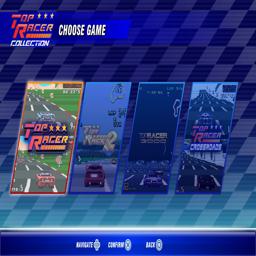 TOP RACER
COLLECTION
CHOOSE GAME
TOP RACER
TOP RACER 2
TOP RACER 3000
TOP RACER
CROSSROADS
NAVIGATE
CONFIRM
BACK